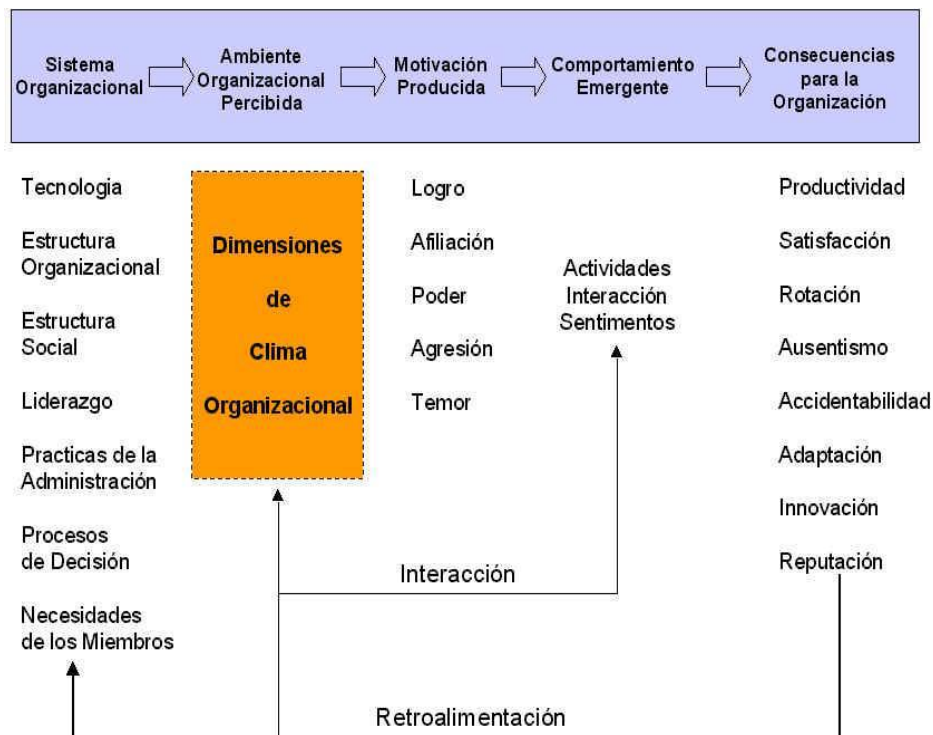 Sistema
Organizacional
Ambiente
Organizacional
Percibida
Motivación
Producida
Comportamiento
Emergente
Consecuencias
para la
Organización
Tecnologia
Estructura
Organizacional
Estructura
Social
Liderazgo
Practicas de la
Administración
Procesos
de Decisión
Necesidades
de los Miembros
Dimensiones
de
Clima
Organizacional
Logro
Afiliación
Poder
Agresión
Temor
Actividades
Interacción
Sentimentos
Productividad
Satisfacción
Rotación
Ausentismo
Accidentabilidad
Adaptación
Innovación
Reputación
Interacción
Retroalimentación